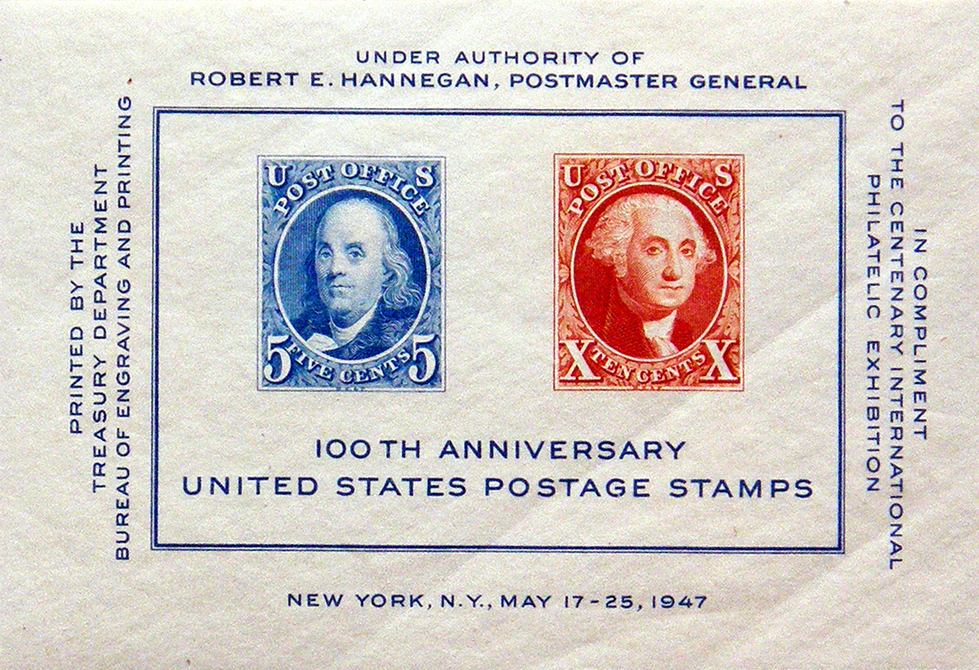 UNDER AUTHORITY OF
ROBERT E. HANNEGAN, POSTMASTER GENERAL
PRINTED BY THE
TREASURY DEPARTMENT
BUREAU OF ENGRAVING AND PRINTING
U S
POST OFFICE
5 FIVE CENTS 5
U S
POST OFFICE
X TEN CENTS X
100TH ANNIVERSARY
UNITED STATES POSTAGE STAMPS
IN COMPLIMENT
TO THE CENTENARY INTERNATIONAL
PHILATELIC EXHIBITION
NEW YORK, N.Y., MAY 17-25, 1947